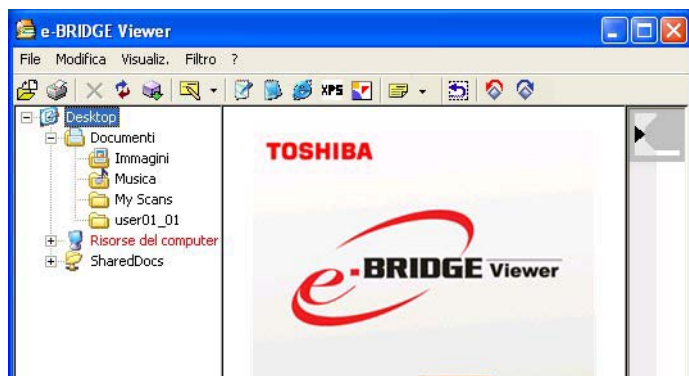 e-BRIDGE Viewer
File Modifica Visualiz. Filtro ?
XPS
Desktop
Documenti
Immagini
Musica
My Scans
user01_01
Risorse del computer
SharedDocs
TOSHIBA
e-BRIDGE Viewer